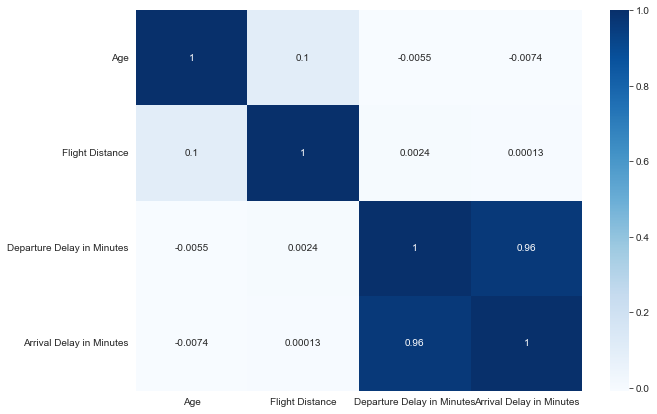 Age 1 0.1 -0.0055 -0.0074
Flight Distance 0.1 1 0.0024 0.00013
Departure Delay in Minutes -0.0055 0.0024 1 0.96
Arrival Delay in Minutes -0.0074 0.00013 0.96 1
Age Flight Distance Departure Delay in Minutes Arrival Delay in Minutes
1.0
0.8
0.6
0.4
0.2
0.0